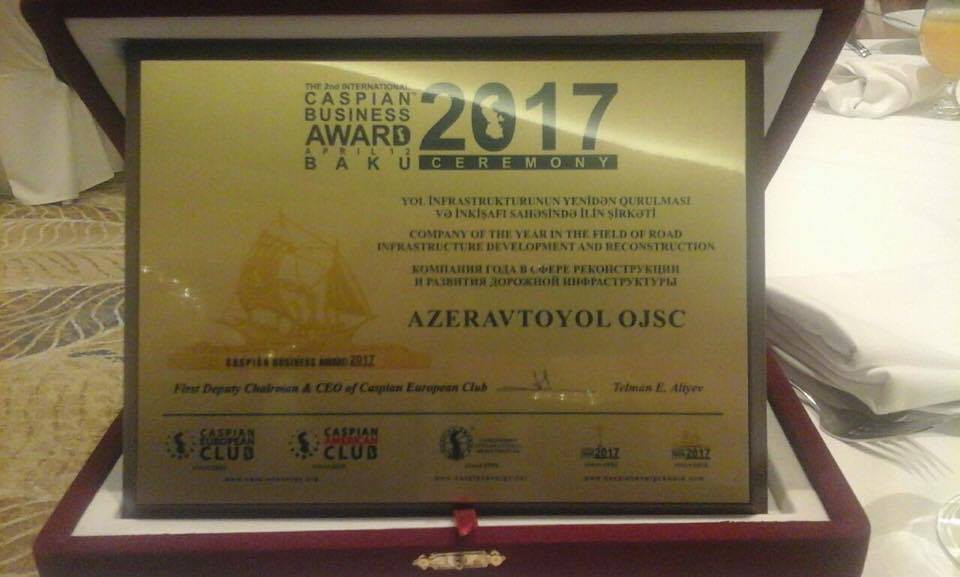 THE 2nd INTERNATIONAL
CASPIAN
BUSINESS
AWARD
APRIL 12
BAKU
2017
CEREMONY
YOL İNFRASTRUKTURUNUN YENİDƏN QURULMASI
VƏ İNKİŞAFI SAHƏSİNDƏ İLİN ŞİRKƏTİ
COMPANY OF THE YEAR IN THE FIELD OF ROAD
INFRASTRUCTURE DEVELOPMENT AND RECONSTRUCTION
КОМПАНИЯ ГОДА В СФЕРЕ РЕКОНСТРУКЦИИ
И РАЗВИТИЯ ДОРОЖНОЙ ИНФРАСТРУКТУРЫ
AZERAVTOYOL OJSC
CASPIAN BUSINESS AWARD 2017
First Deputy Chairman & CEO of Caspian European Club
Telman E. Aliyev
CASPIAN
EUROPEAN
CLUB
CASPIAN
AMERICAN
CLUB
2017
2017